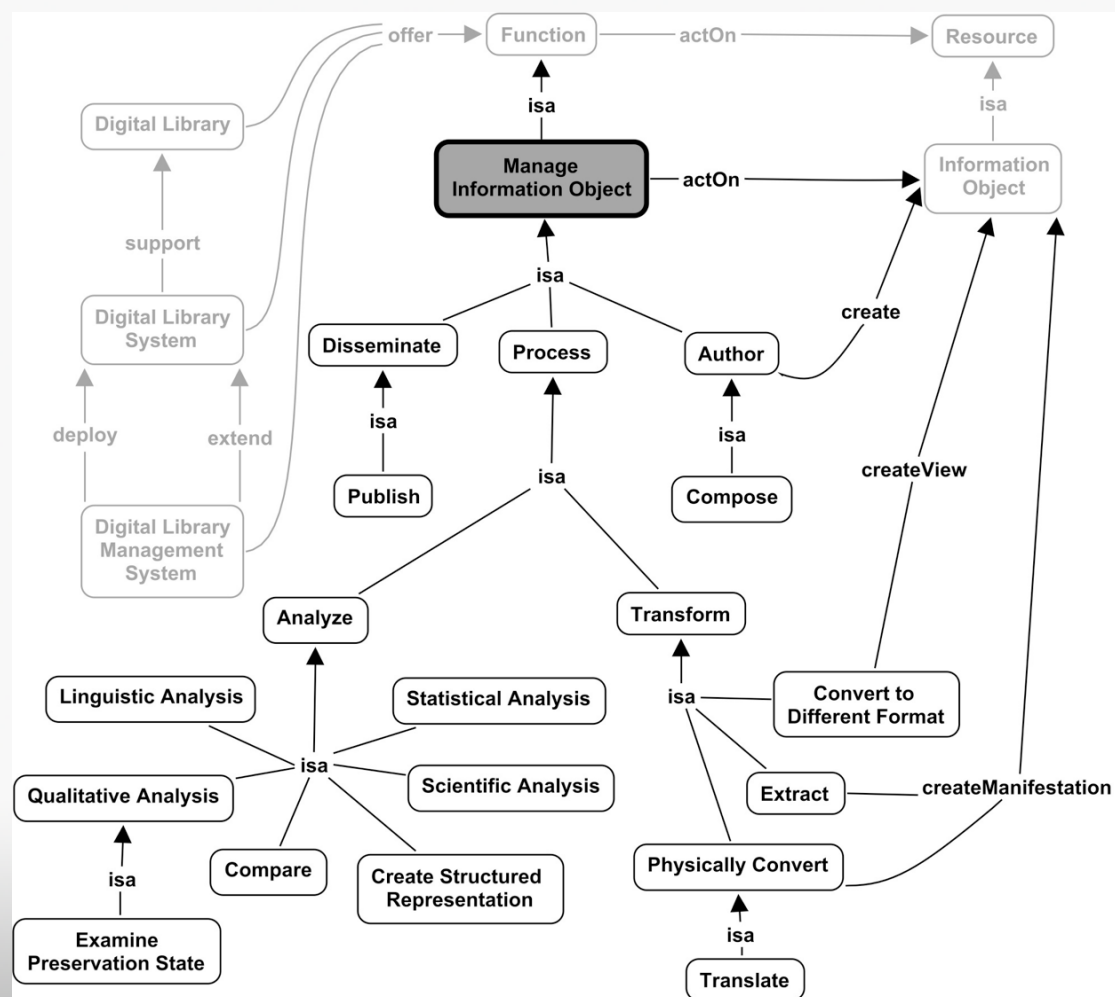 offer
Function
actOn
Resource
isa
isa
Digital Library
Manage
Information Object
actOn
Information
Object
support
isa
create
Digital Library
System
Disseminate
Process
Author
deploy
extend
isa
isa
isa
createView
Publish
Compose
Digital Library
Management
System
Analyze
Transform
Linguistic Analysis
Statistical Analysis
isa
Convert to
Different Format
isa
Scientific Analysis
Qualitative Analysis
Extract
createManifestation
Compare
Create Structured
Representation
Physically Convert
isa
Examine
Preservation State
isa
Translate